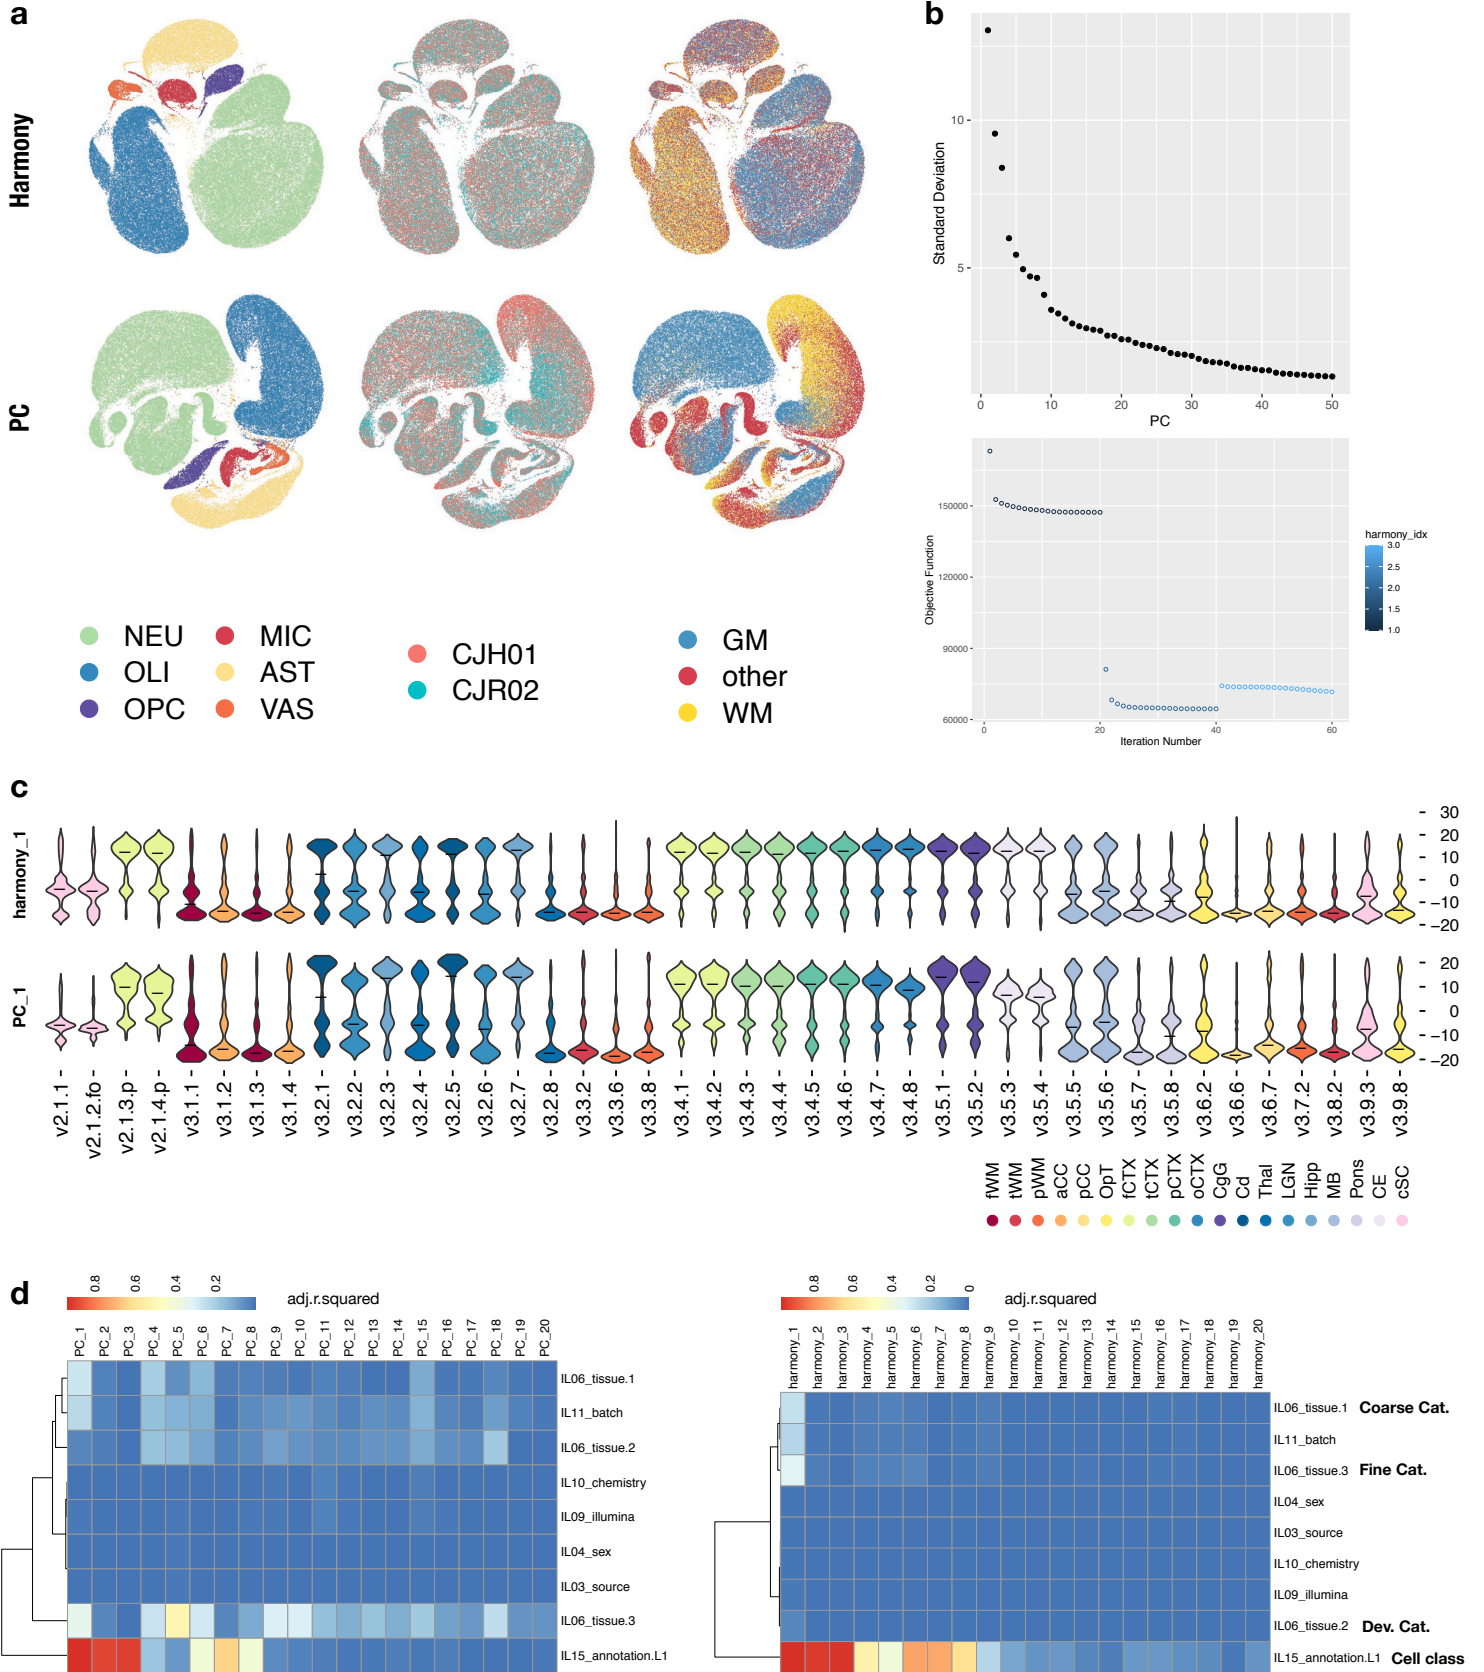 a
Harmony
PC
NEU
OLI
OPC
MIC
AST
VAS
CJH01
CJR02
GM
other
WM
b
Standard Deviation
10
5
0 10 20 30 40 50
PC
Objective Function
150000
120000
90000
60000
0 20 40 60
Iteration Number
harmony_idx
3.0
2.5
2.0
1.5
1.0
c
harmony_1
30
20
10
0
−10
−20
PC_1
20
10
0
−10
−20
v2.1.1
v2.1.2.fo
v2.1.3.p
v2.1.4.p
v3.1.1
v3.1.2
v3.1.3
v3.1.4
v3.2.1
v3.2.2
v3.2.3
v3.2.4
v3.2.5
v3.2.6
v3.2.7
v3.2.8
v3.3.2
v3.3.6
v3.3.8
v3.4.1
v3.4.2
v3.4.3
v3.4.4
v3.4.5
v3.4.6
v3.4.7
v3.4.8
v3.5.1
v3.5.2
v3.5.3
v3.5.4
v3.5.5
v3.5.6
v3.5.7
v3.5.8
v3.6.2
v3.6.6
v3.6.7
v3.7.2
v3.8.2
v3.9.3
v3.9.8
fWM
tWM
pWM
aCC
pCC
OpT
fCTX
tCTX
pCTX
oCTX
CgG
Cd
Thal
LGN
Hipp
MB
Pons
CE
cSC
d
0.8 0.6 0.4 0.2
adj.r.squared
PC_1
PC_2
PC_3
PC_4
PC_5
PC_6
PC_7
PC_8
PC_9
PC_10
PC_11
PC_12
PC_13
PC_14
PC_15
PC_16
PC_17
PC_18
PC_19
PC_20
IL06_tissue.1
IL11_batch
IL06_tissue.2
IL10_chemistry
IL09_illumina
IL04_sex
IL03_source
IL06_tissue.3
IL15_annotation.L1
0.8 0.6 0.4 0.2 0
adj.r.squared
harmony_1
harmony_2
harmony_3
harmony_4
harmony_5
harmony_6
harmony_7
harmony_8
harmony_9
harmony_10
harmony_11
harmony_12
harmony_13
harmony_14
harmony_15
harmony_16
harmony_17
harmony_18
harmony_19
harmony_20
IL06_tissue.1 Coarse Cat.
IL11_batch
IL06_tissue.3 Fine Cat.
IL04_sex
IL03_source
IL10_chemistry
IL09_illumina
IL06_tissue.2 Dev. Cat.
IL15_annotation.L1 Cell class